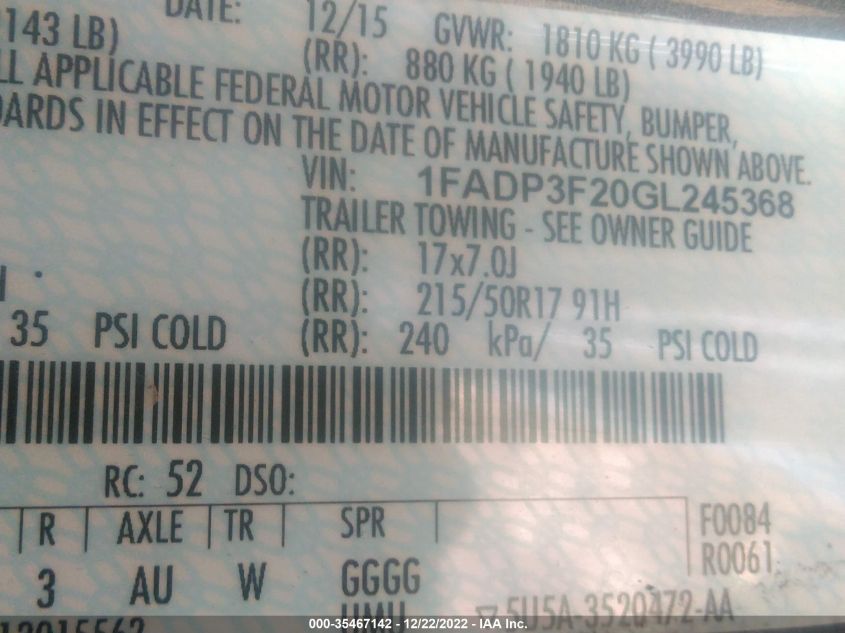 DATE: 12/15 GVWR: 1810 KG ( 3990 LB)
143 LB) (RR): 880 KG ( 1940 LB)
LL APPLICABLE FEDERAL MOTOR VEHICLE SAFETY, BUMPER,
DARDS IN EFFECT ON THE DATE OF MANUFACTURE SHOWN ABOVE.
VIN: 1FADP3F20GL245368
TRAILER TOWING - SEE OWNER GUIDE
(RR): 17x7.0J
(RR): 215/50R17 91H
35 PSI COLD (RR): 240 kPa/ 35 PSI COLD
RC: 52 DSO:
R AXLE TR SPR F0084
R0061
3 AU W GGGG
UMU 5U5A-3520472-AA
000-35467142 - 12/22/2022 - IAA Inc.